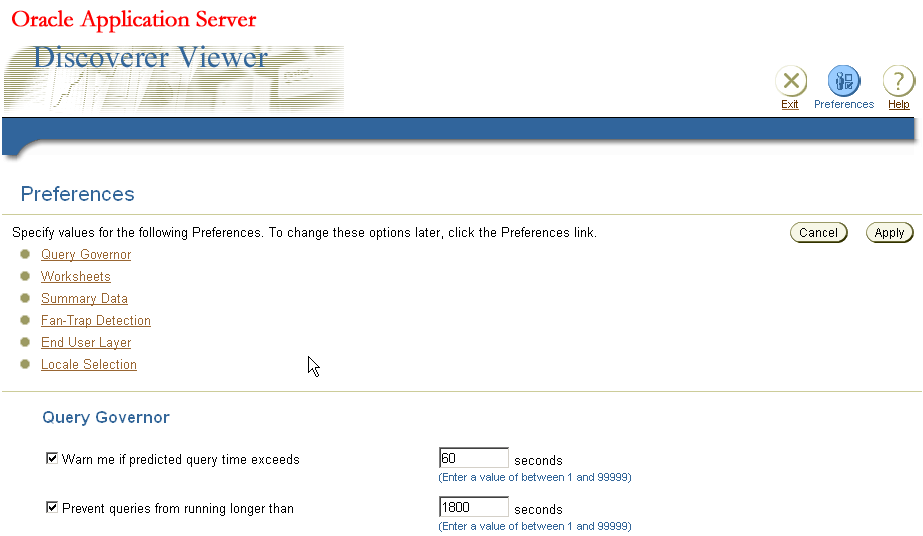 Oracle Application Server
Discoverer Viewer
Exit
Preferences
Help
Preferences
Specify values for the following Preferences. To change these options later, click the Preferences link.
Cancel
Apply
Query Governor
Worksheets
Summary Data
Fan-Trap Detection
End User Layer
Locale Selection
Query Governor
Warn me if predicted query time exceeds
60 seconds
(Enter a value of between 1 and 99999)
Prevent queries from running longer than
1800 seconds
(Enter a value of between 1 and 99999)